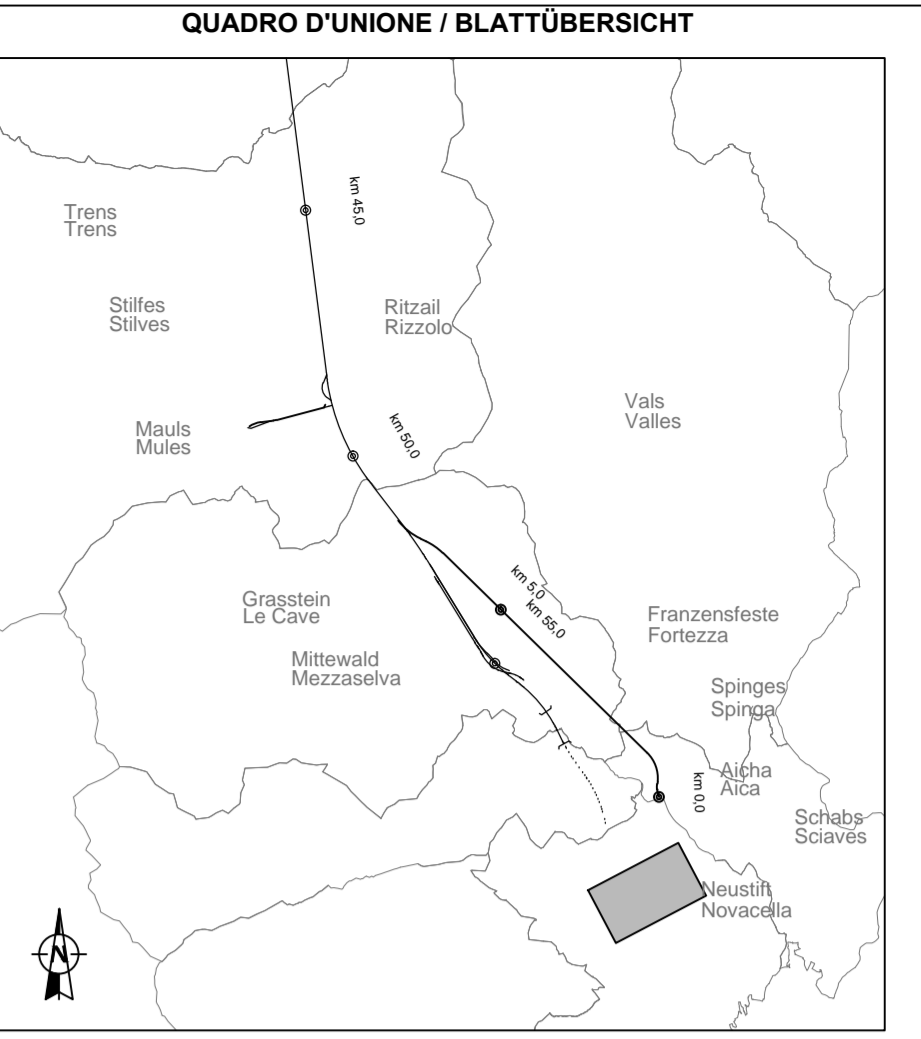 QUADRO D'UNIONE / BLATTÜBERSICHT
km 45,0
Trens
Trens
Stilfes
Stilves
Ritzail
Rizzolo
Vals
Valles
Mauls
Mules
km 50,0
km 5,0
km 55,0
Grasstein
Le Cave
Franzensfeste
Fortezza
Mittewald
Mezzaselva
Spinges
Spinga
Aicha
Aica
km 0,0
Schabs
Sciaves
Neustift
Novacella
N